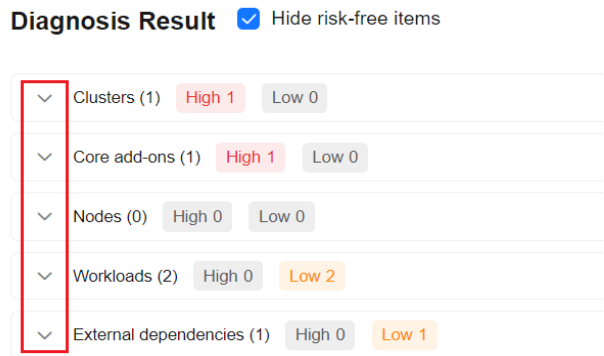 Diagnosis Result Hide risk-free items
Clusters (1) High 1 Low 0
Core add-ons (1) High 1 Low 0
Nodes (0) High 0 Low 0
Workloads (2) High 0 Low 2
External dependencies (1) High 0 Low 1